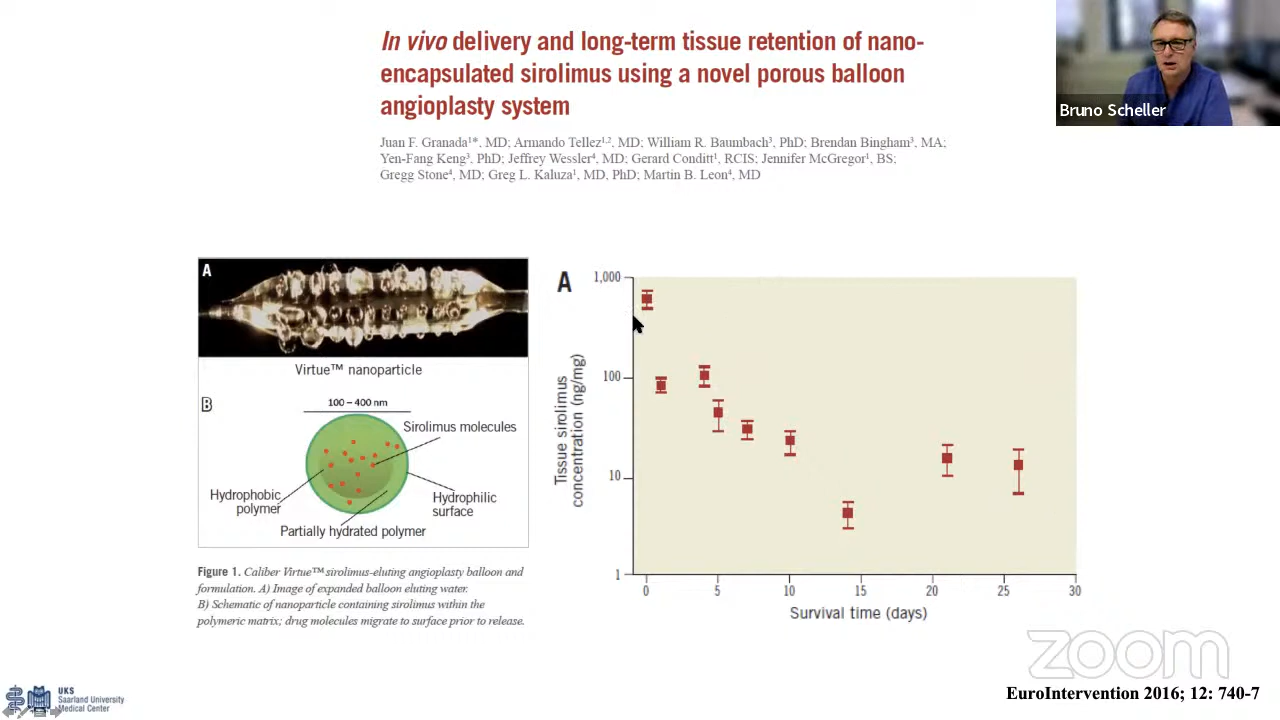 In vivo delivery and long-term tissue retention of nano-
encapsulated sirolimus using a novel porous balloon
angioplasty system
Juan F. Granada¹*, MD; Armando Tellez¹,², MD; William R. Baumbach³, PhD; Brendan Bingham³, MA;
Yen-Fang Keng³, PhD; Jeffrey Wessler⁴, MD; Gerard Conditt¹, RCIS; Jennifer McGregor¹, BS;
Gregg Stone⁴, MD; Greg L. Kaluza¹, MD, PhD; Martin B. Leon⁴, MD
Bruno Scheller
A
Virtue™ nanoparticle
B
100 – 400 nm
Sirolimus molecules
Hydrophobic
polymer
Hydrophilic
surface
Partially hydrated polymer
Figure 1. Caliber Virtue™ sirolimus-eluting angioplasty balloon and
formulation. A) Image of expanded balloon eluting water.
B) Schematic of nanoparticle containing sirolimus within the
polymeric matrix; drug molecules migrate to surface prior to release.
A
Tissue sirolimus
concentration (ng/mg)
1,000
100
10
1
0 5 10 15 20 25 30
Survival time (days)
zoom
EuroIntervention 2016; 12: 740-7
UKS
Saarland University
Medical Center